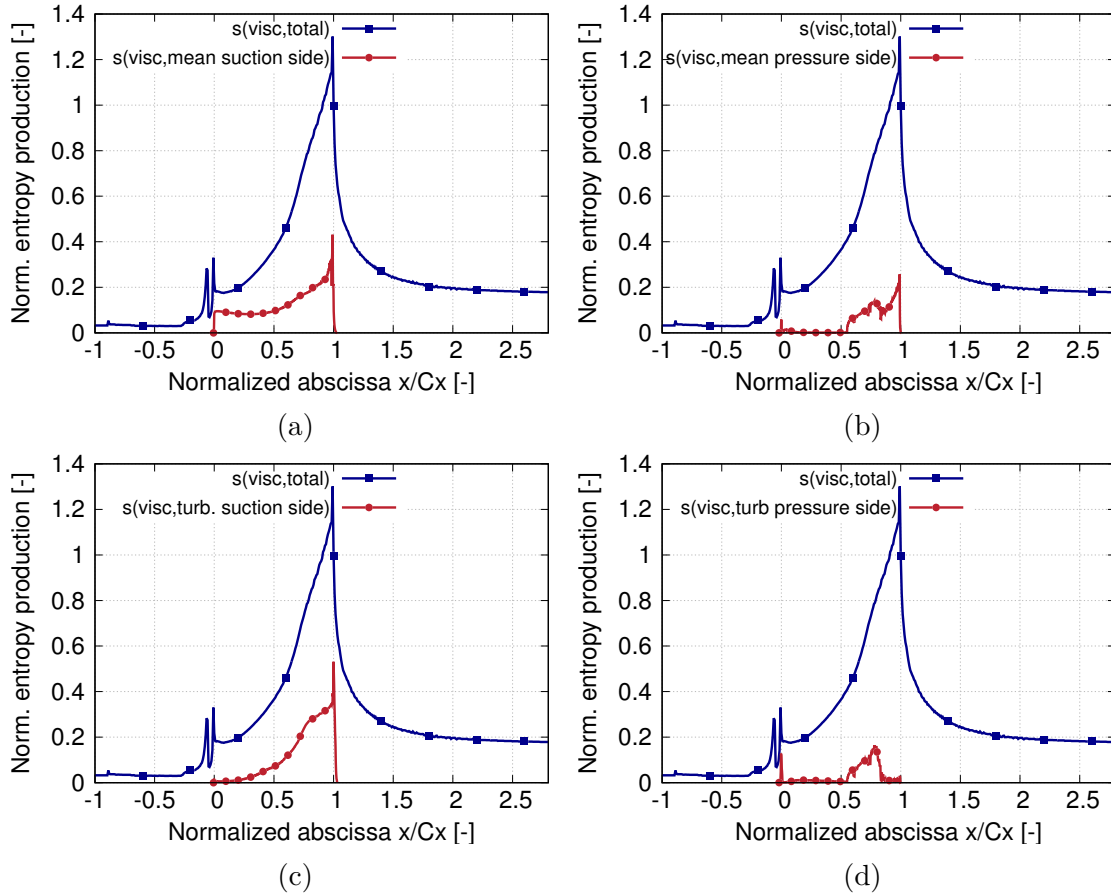 1.4
1.2
1
0.8
0.6
0.4
0.2
0
Norm. entropy production [-]
s(visc,total)
s(visc,mean suction side)
-1 -0.5 0 0.5 1 1.5 2 2.5
Normalized abscissa x/Cx [-]
(a)
1.4
1.2
1
0.8
0.6
0.4
0.2
0
Norm. entropy production [-]
s(visc,total)
s(visc,mean pressure side)
-1 -0.5 0 0.5 1 1.5 2 2.5
Normalized abscissa x/Cx [-]
(b)
1.4
1.2
1
0.8
0.6
0.4
0.2
0
Norm. entropy production [-]
s(visc,total)
s(visc,turb. suction side)
-1 -0.5 0 0.5 1 1.5 2 2.5
Normalized abscissa x/Cx [-]
(c)
1.4
1.2
1
0.8
0.6
0.4
0.2
0
Norm. entropy production [-]
s(visc,total)
s(visc,turb pressure side)
-1 -0.5 0 0.5 1 1.5 2 2.5
Normalized abscissa x/Cx [-]
(d)